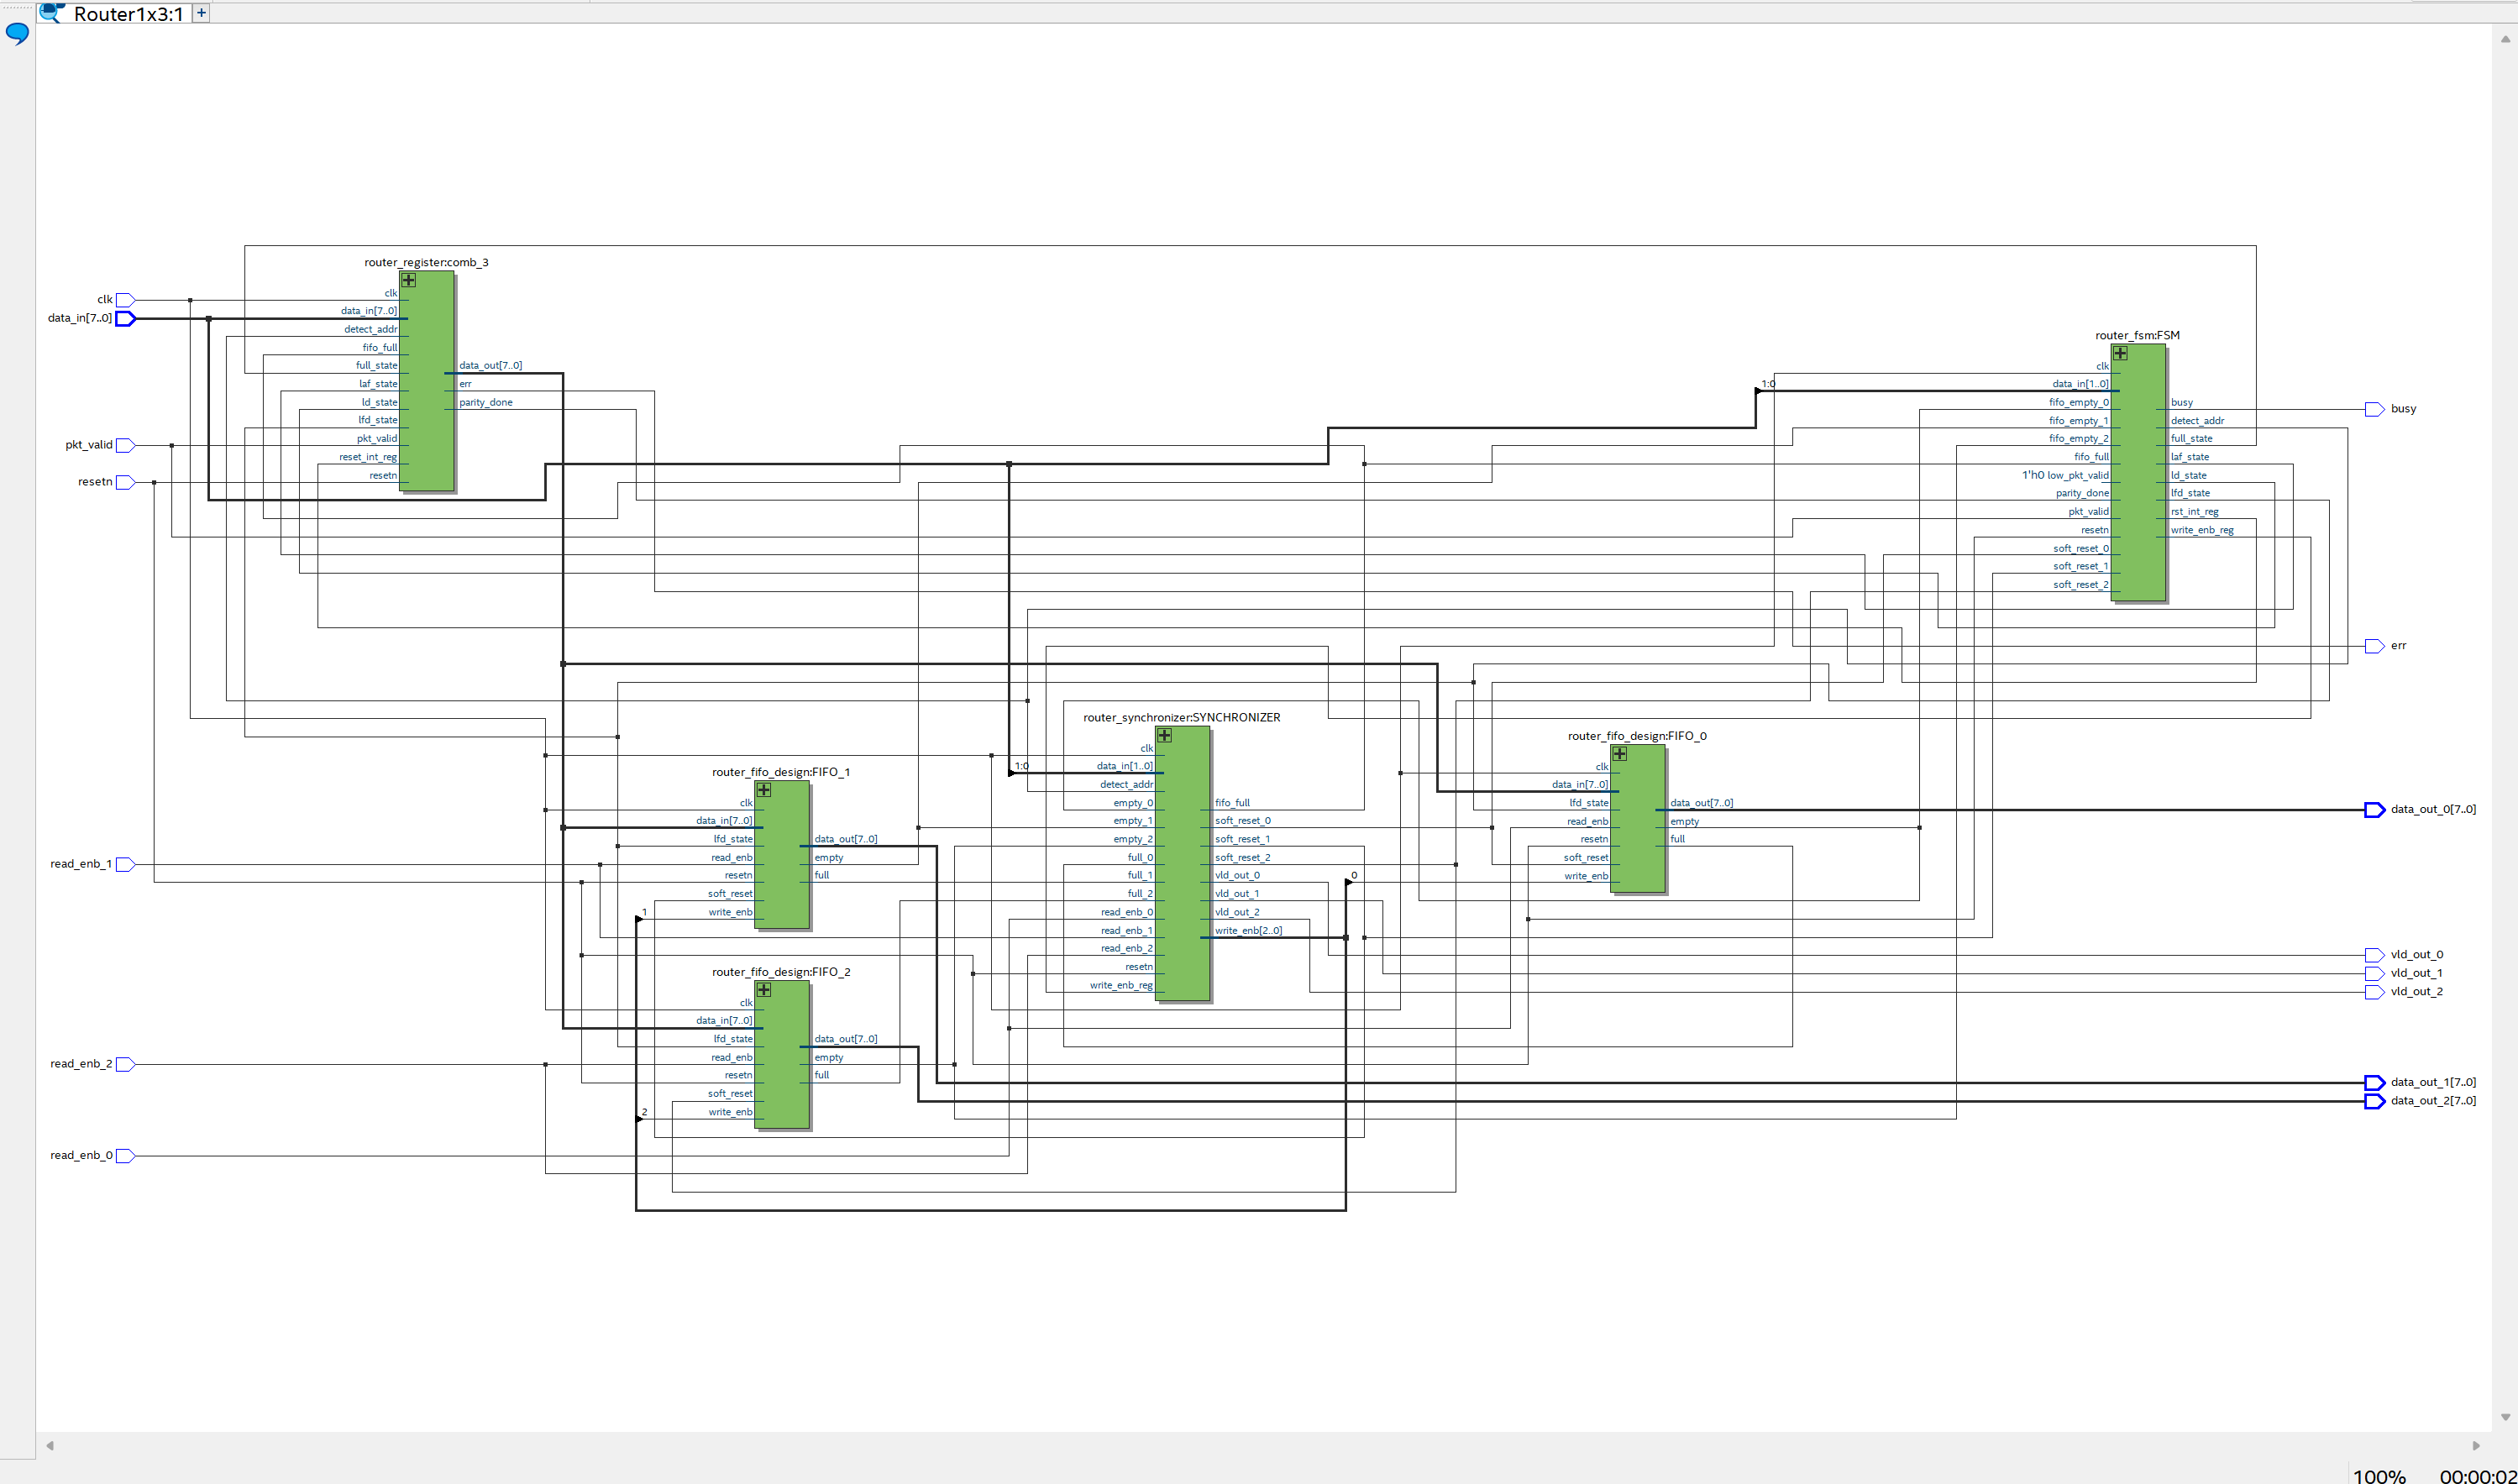 Router1x3:1
router_register:comb_3
clk
data_in[7..0]
pkt_valid
resetn
clk
data_in[7..0]
detect_addr
fifo_full
full_state
laf_state
ld_state
lfd_state
pkt_valid
reset_int_reg
resetn
data_out[7..0]
err
parity_done
router_fsm:FSM
clk
1:0
data_in[1..0]
fifo_empty_0
fifo_empty_1
fifo_empty_2
fifo_full
1'h0 low_pkt_valid
parity_done
pkt_valid
resetn
soft_reset_0
soft_reset_1
soft_reset_2
busy
detect_addr
full_state
laf_state
ld_state
lfd_state
rst_int_reg
write_enb_reg
busy
err
router_synchronizer:SYNCHRONIZER
clk
1:0
data_in[1..0]
detect_addr
empty_0
empty_1
empty_2
full_0
full_1
full_2
read_enb_0
read_enb_1
read_enb_2
resetn
write_enb_reg
fifo_full
soft_reset_0
soft_reset_1
soft_reset_2
vld_out_0
vld_out_1
vld_out_2
write_enb[2..0]
router_fifo_design:FIFO_0
clk
data_in[7..0]
lfd_state
read_enb
resetn
soft_reset
0
write_enb
data_out[7..0]
empty
full
data_out_0[7..0]
router_fifo_design:FIFO_1
clk
data_in[7..0]
lfd_state
read_enb
resetn
soft_reset
1
write_enb
data_out[7..0]
empty
full
read_enb_1
router_fifo_design:FIFO_2
clk
data_in[7..0]
lfd_state
read_enb
resetn
soft_reset
2
write_enb
data_out[7..0]
empty
full
read_enb_2
read_enb_0
vld_out_0
vld_out_1
vld_out_2
data_out_1[7..0]
data_out_2[7..0]
100% 00:00:02